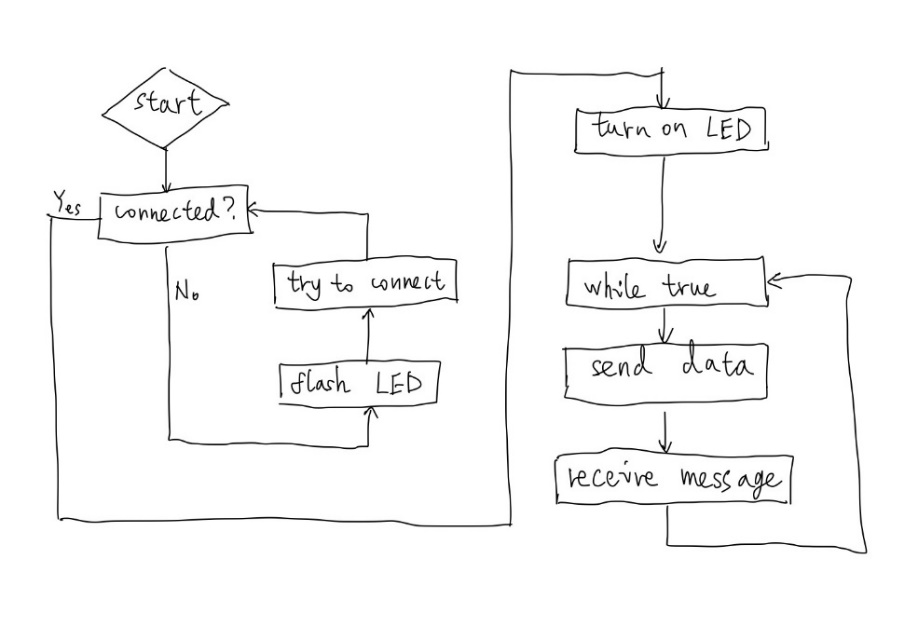 start
connected?
Yes
No
try to connect
flash LED
turn on LED
while true
send data
receive message